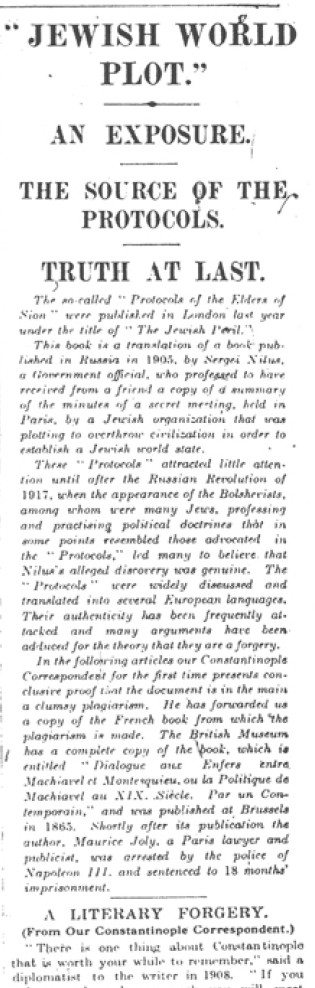 " JEWISH WORLD
PLOT."
AN EXPOSURE.
THE SOURCE OF THE
PROTOCOLS.
TRUTH AT LAST.
The so-called " Protocols of the Elders of
Sion " were published in London last year
under the title of " The Jewish Peril."
This book is a translation of a book pub-
lished in Russia in 1905, by Sergei Nilus,
a Government official, who professed to have
received from a friend a copy of a summary
of the minutes of a secret meeting, held in
Paris, by a Jewish organization that was
plotting to overthrow civilization in order to
establish a Jewish world state.
These " Protocols " attracted little atten-
tion until after the Russian Revolution of
1917, when the appearance of the Bolshevists,
among whom were many Jews, professing
and practising political doctrines that in
some points resembled those advocated in
the " Protocols," led many to believe that
Nilus's alleged discovery was genuine. The
" Protocols " were widely discussed and
translated into several European languages.
Their authenticity has been frequently at-
tacked and many arguments have been
adduced for the theory that they are a forgery.
In the following articles our Constantinople
Correspondent for the first time presents con-
clusive proof that the document is in the main
a clumsy plagiarism. He has forwarded us
a copy of the French book from which the
plagiarism is made. The British Museum
has a complete copy of the book, which is
entitled " Dialogue aux Enfers entre
Machiavel et Montesquieu, ou la Politique de
Machiavel au XIX. Siècle. Par un Con-
temporain," and was published at Brussels
in 1865. Shortly after its publication the
author, Maurice Joly, a Paris lawyer and
publicist, was arrested by the police of
Napoleon III. and sentenced to 18 months'
imprisonment.
A LITERARY FORGERY.
(From Our Constantinople Correspondent.)
" There is one thing about Constantinople
that is worth your while to remember," said a
diplomatist to the writer in 1908. " If you